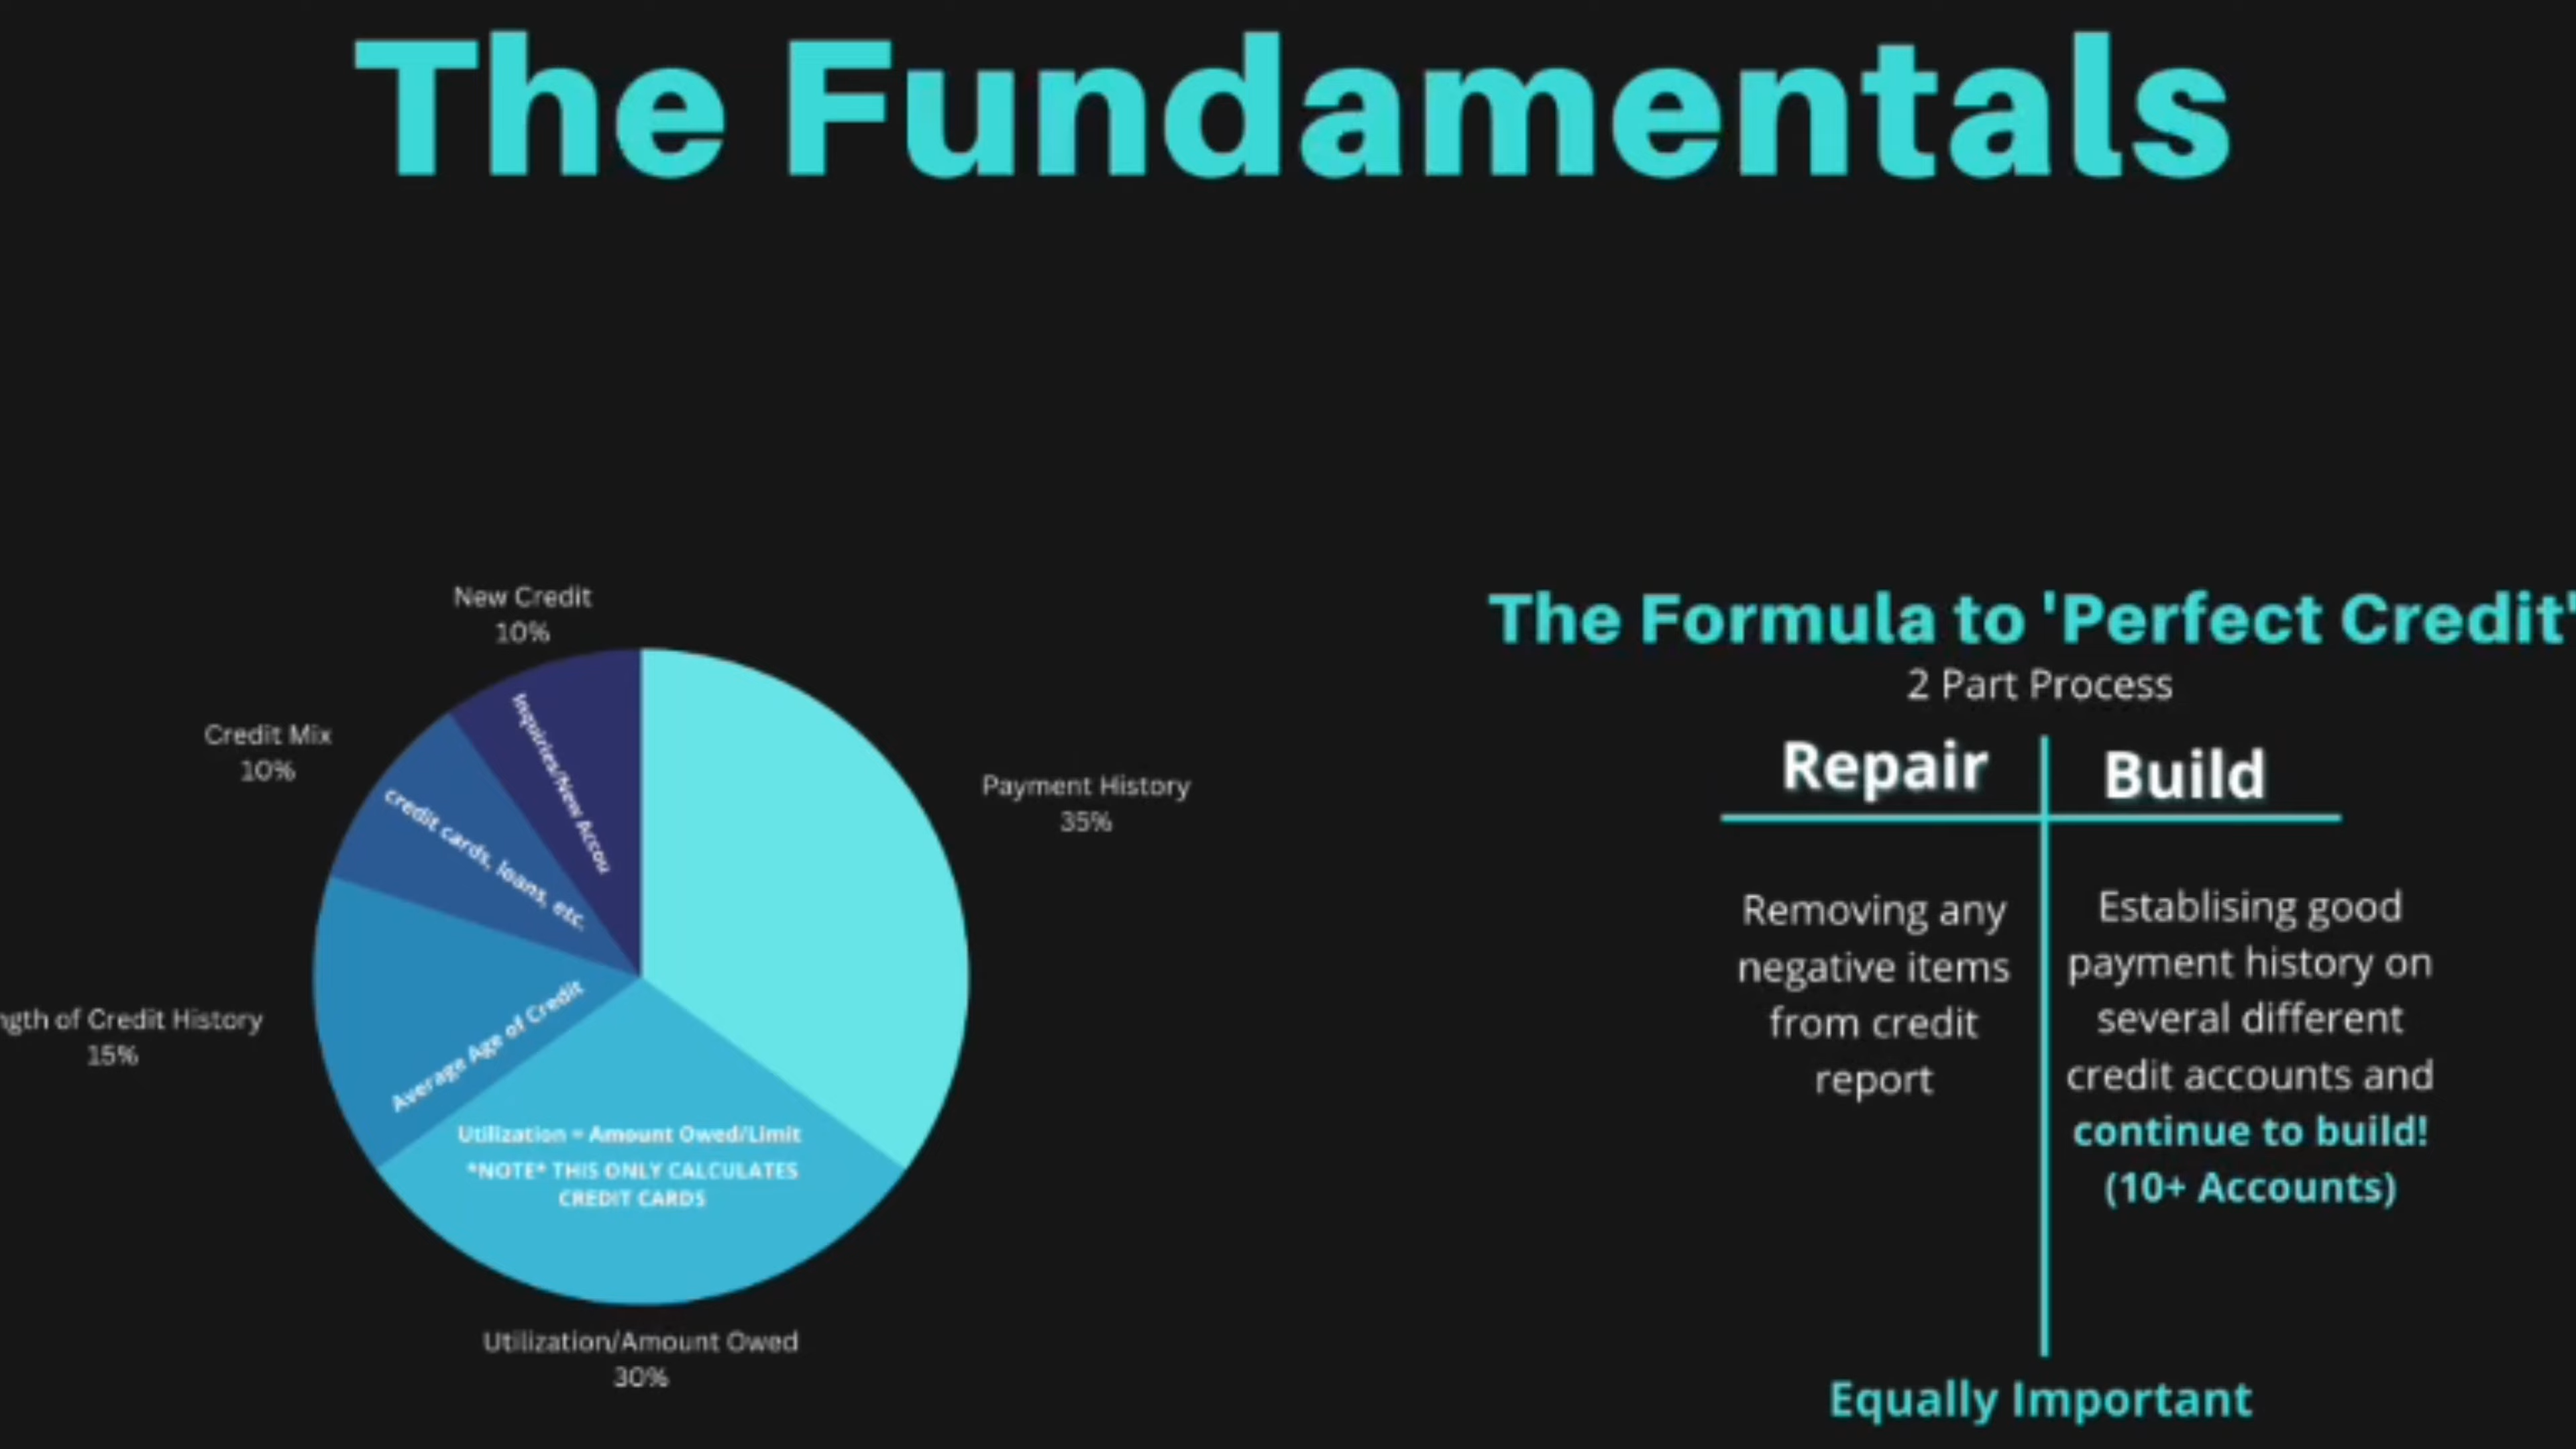 The Fundamentals
New Credit
10%
Credit Mix
10%
Payment History
35%
of Credit History
15%
Utilization/Amount Owed
30%
Inquiries/New
credit cards, loans, etc.
Average Age of Credit
Utilization = Amount Owed/Limit
*NOTE* THIS ONLY CALCULATES
CREDIT CARDS
The Formula to 'Perfect Credit'
2 Part Process
Repair
Removing any
negative items
from credit
report
Build
Establising good
payment history on
several different
credit accounts and
continue to build!
(10+ Accounts)
Equally Important